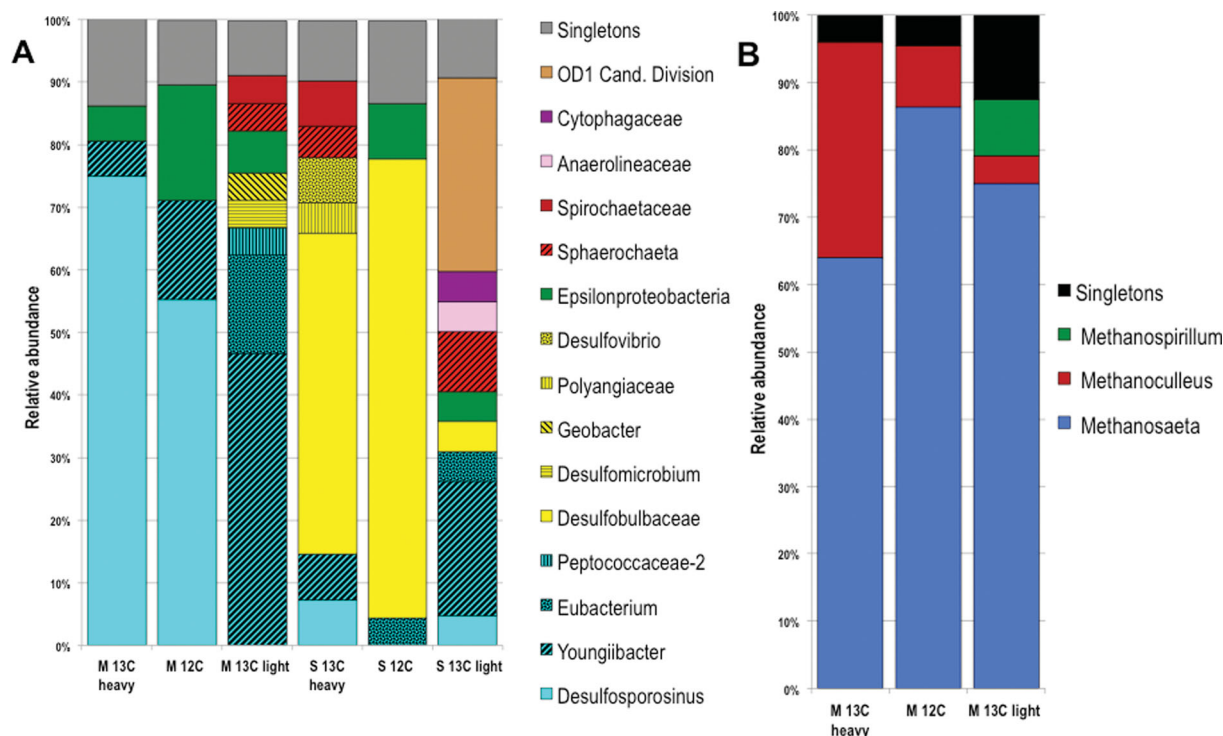 A
Relative abundance
100%
90%
80%
70%
60%
50%
40%
30%
20%
10%
0%
M 13C heavy
M 12C
M 13C light
S 13C heavy
S 12C
S 13C light
Singletons
OD1 Cand. Division
Cytophagaceae
Anaerolineaceae
Spirochaetaceae
Sphaerochaeta
Epsilonproteobacteria
Desulfovibrio
Polyangiaceae
Geobacter
Desulfomicrobium
Desulfobulbaceae
Peptococcaceae-2
Eubacterium
Youngiibacter
Desulfosporosinus
B
Relative abundance
100%
90%
80%
70%
60%
50%
40%
30%
20%
10%
0%
M 13C heavy
M 12C
M 13C light
Singletons
Methanospirillum
Methanoculleus
Methanosaeta